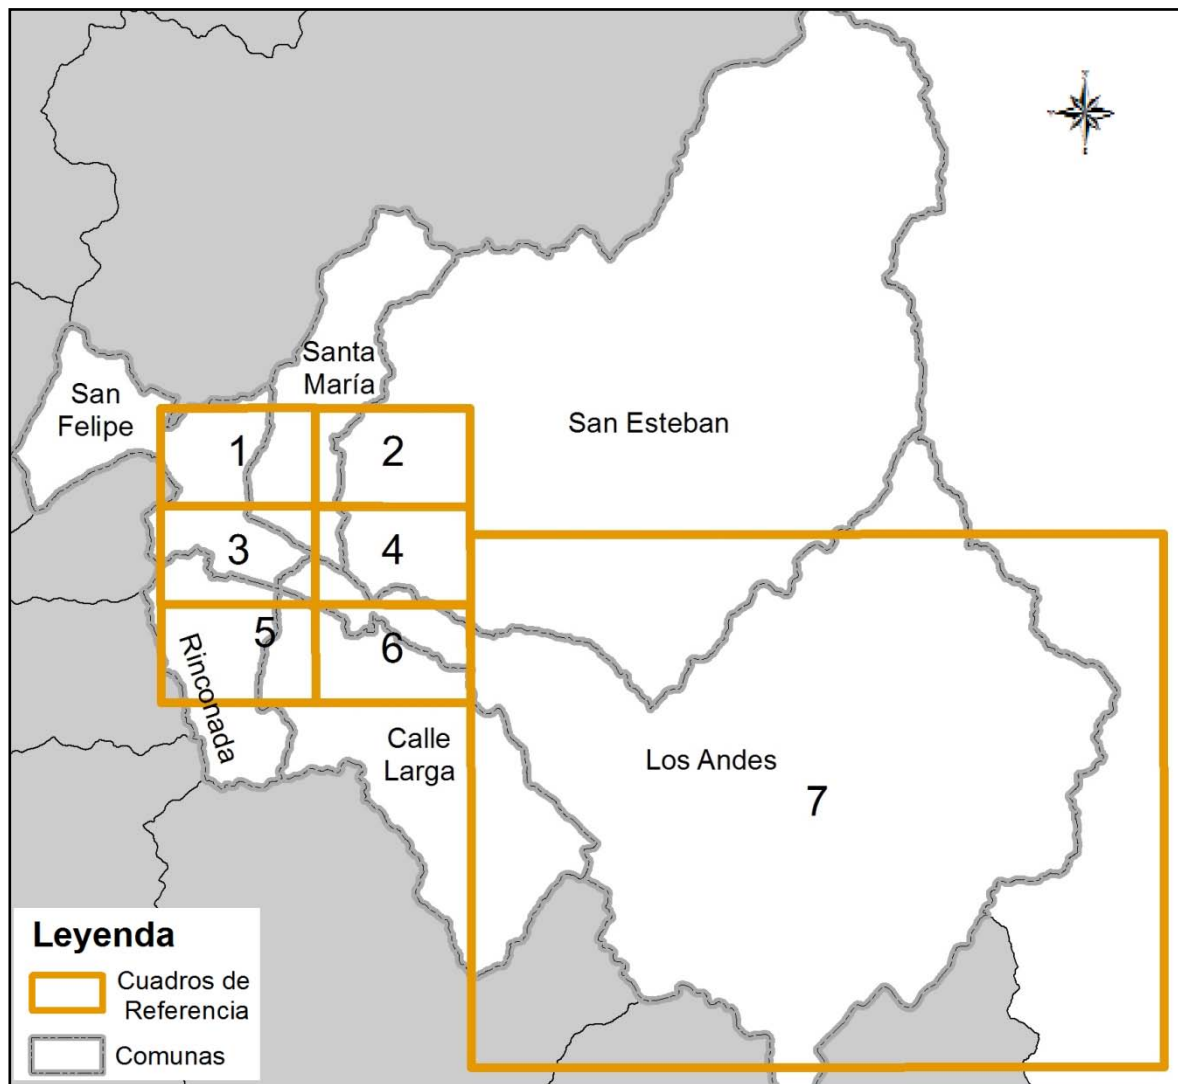 Santa
María
San
Felipe
San Esteban
1
2
3
4
5
6
Rinconada
Calle
Larga
Los Andes
7
Leyenda
Cuadros de
Referencia
Comunas